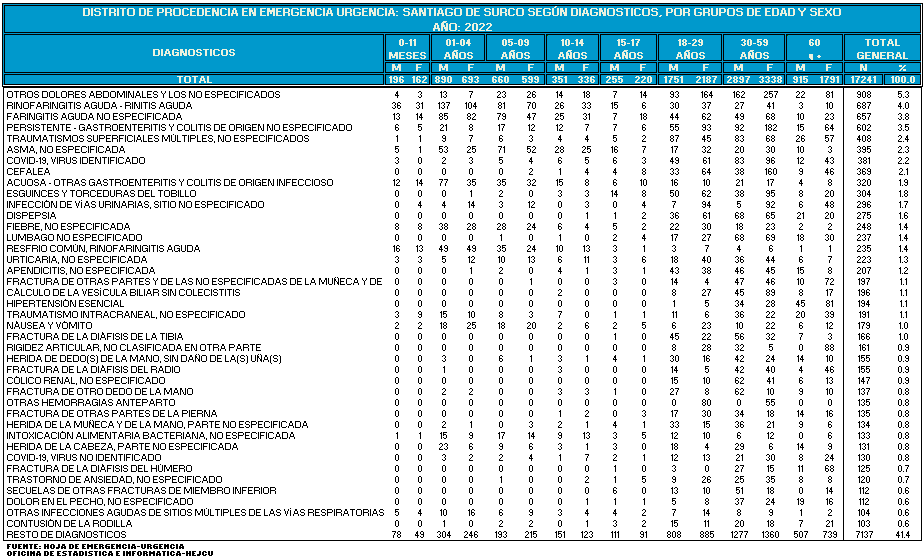 DISTRITO DE PROCEDENCIA EN EMERGENCIA URGENCIA: SANTIAGO DE SURCO SEGÚN DIAGNOSTICOS, POR GRUPOS DE EDAD Y SEXO
AÑO: 2022
DIAGNOSTICOS 0-11 MESES 01-04 AÑOS 05-09 AÑOS 10-14 AÑOS 15-17 AÑOS 18-29 AÑOS 30-59 AÑOS 60 + TOTAL GENERAL
M F M F M F M F M F M F M F M F N %
TOTAL 196 162 890 693 660 599 351 336 255 220 1751 2187 2897 3338 915 1791 17241 100.0
OTROS DOLORES ABDOMINALES Y LOS NO ESPECIFICADOS 4 3 13 7 23 26 14 18 7 14 93 164 162 257 22 81 908 5.3
RINOFARINGITIS AGUDA - RINITIS AGUDA 36 31 137 104 81 70 26 33 15 6 30 37 27 41 3 10 687 4.0
FARINGITIS AGUDA NO ESPECIFICADA 13 14 85 82 79 47 25 31 7 18 44 62 49 68 10 23 657 3.8
PERSISTENTE - GASTROENTERITIS Y COLITIS DE ORIGEN NO ESPECIFICADO 6 5 21 8 17 12 12 7 7 6 55 93 92 182 15 64 602 3.5
TRAUMATISMOS SUPERFICIALES MÚLTIPLES, NO ESPECIFICADOS 1 1 9 7 6 3 4 4 5 2 87 45 83 68 26 57 408 2.4
ASMA, NO ESPECIFICADA 5 1 53 25 71 52 28 25 16 7 17 32 20 30 10 3 395 2.3
COVID-19, VIRUS IDENTIFICADO 3 0 2 3 5 4 6 5 6 3 49 61 83 96 12 43 381 2.2
CEFALEA 0 0 0 0 0 2 1 4 4 8 33 64 38 160 9 46 369 2.1
ACUOSA - OTRAS GASTROENTERITIS Y COLITIS DE ORIGEN INFECCIOSO 12 14 77 35 35 32 15 8 6 10 16 10 21 17 4 8 320 1.9
ESGUINCES Y TORCEDURAS DEL TOBILLO 0 0 0 0 1 2 0 3 14 8 50 62 38 95 8 20 304 1.8
INFECCIÓN DE VÍAS URINARIAS, SITIO NO ESPECIFICADO 0 4 4 14 3 12 0 3 0 4 7 94 5 92 6 48 296 1.7
DISPEPSIA 0 0 0 0 0 0 0 1 1 2 36 61 68 65 21 20 275 1.6
FIEBRE, NO ESPECIFICADA 8 8 38 28 28 24 6 4 5 2 22 30 18 23 2 2 248 1.4
LUMBAGO NO ESPECIFICADO 0 0 0 0 1 0 1 0 2 4 17 27 68 69 18 30 237 1.4
RESFRIO COMÚN, RINOFARINGITIS AGUDA 16 13 49 49 35 24 10 13 3 1 3 7 4 6 1 1 235 1.4
URTICARIA, NO ESPECIFICADA 3 3 5 12 10 13 6 11 3 6 18 40 36 44 6 7 223 1.3
APENDICITIS, NO ESPECIFICADA 0 0 0 1 2 0 4 1 3 1 43 38 46 45 15 8 207 1.2
FRACTURA DE OTRAS PARTES Y DE LAS NO ESPECIFICADAS DE LA MUÑECA Y DE 0 0 0 0 0 1 0 0 3 0 14 4 47 46 10 72 197 1.1
CÁLCULO DE LA VESÍCULA BILIAR SIN COLECISTITIS 0 0 0 0 0 0 2 0 0 0 8 27 45 89 8 17 196 1.1
HIPERTENSIÓN ESENCIAL 0 0 0 0 0 0 0 0 0 0 1 5 34 28 45 81 194 1.1
TRAUMATISMO INTRACRANEAL, NO ESPECIFICADO 3 9 15 10 8 3 7 0 1 0 11 6 36 22 20 39 191 1.1
NÁUSEA Y VÓMITO 2 2 18 25 18 20 2 6 2 5 6 23 10 22 6 12 179 1.0
FRACTURA DE LA DIÁFISIS DE LA TIBIA 0 0 0 0 0 0 0 0 0 1 45 22 56 32 7 3 166 1.0
RIGIDEZ ARTICULAR, NO CLASIFICADA EN OTRA PARTE 0 0 0 0 0 0 0 0 0 0 8 28 32 5 0 88 161 0.9
HERIDA DE DEDO(S) DE LA MANO, SIN DAÑO DE LA(S) UÑA(S) 0 0 3 0 6 1 3 1 4 1 30 16 42 24 14 10 155 0.9
FRACTURA DE LA DIÁFISIS DEL RADIO 0 0 1 0 0 0 3 3 4 0 14 5 42 40 4 46 155 0.9
CÓLICO RENAL, NO ESPECIFICADO 0 0 0 0 0 0 0 0 0 0 15 10 62 41 6 13 147 0.9
FRACTURA DE OTRO DEDO DE LA MANO 0 0 2 2 0 0 3 3 1 0 27 8 62 10 9 10 137 0.8
OTRAS HEMORRAGIAS ANTEPARTO 0 0 0 0 0 0 0 0 0 0 0 80 0 55 0 0 135 0.8
FRACTURA DE OTRAS PARTES DE LA PIERNA 0 0 0 0 0 0 1 2 0 3 17 30 34 18 14 16 135 0.8
HERIDA DE LA MUÑECA Y DE LA MANO, PARTE NO ESPECIFICADA 0 0 2 1 3 0 2 1 4 1 33 15 36 21 9 6 134 0.8
INTOXICACIÓN ALIMENTARIA BACTERIANA, NO ESPECIFICADA 1 1 15 9 17 14 9 13 3 5 12 10 6 12 0 6 133 0.8
HERIDA DE LA CABEZA, PARTE NO ESPECIFICADA 0 0 23 6 9 6 3 1 3 0 18 4 29 6 14 9 131 0.8
COVID-19, VIRUS NO IDENTIFICADO 0 0 3 2 2 4 1 7 2 1 12 13 21 30 8 24 130 0.8
FRACTURA DE LA DIÁFISIS DEL HÚMERO 0 0 0 0 0 0 0 0 1 0 3 0 27 15 11 68 125 0.7
TRASTORNO DE ANSIEDAD, NO ESPECIFICADO 0 0 0 0 1 0 0 2 1 5 9 26 25 35 8 8 120 0.7
SECUELAS DE OTRAS FRACTURAS DE MIEMBRO INFERIOR 0 0 0 0 0 0 0 0 6 0 13 10 51 18 0 14 112 0.6
DOLOR EN EL PECHO, NO ESPECIFICADO 0 0 0 0 0 0 0 1 1 1 5 8 37 24 19 16 112 0.6
OTRAS INFECCIONES AGUDAS DE SITIOS MÚLTIPLES DE LAS VÍAS RESPIRATORIAS 5 4 10 16 6 9 3 4 4 2 7 14 8 9 1 2 104 0.6
CONTUSIÓN DE LA RODILLA 0 0 1 0 2 2 0 3 2 2 15 11 20 18 7 21 103 0.6
RESTO DE DIAGNOSTICOS 78 49 304 246 193 215 151 123 111 91 808 885 1277 1360 507 739 7137 41.4
FUENTE: HOJA DE EMERGENCIA-URGENCIA
OFICINA DE ESTADISTICA E INFORMATICA-HEJCU